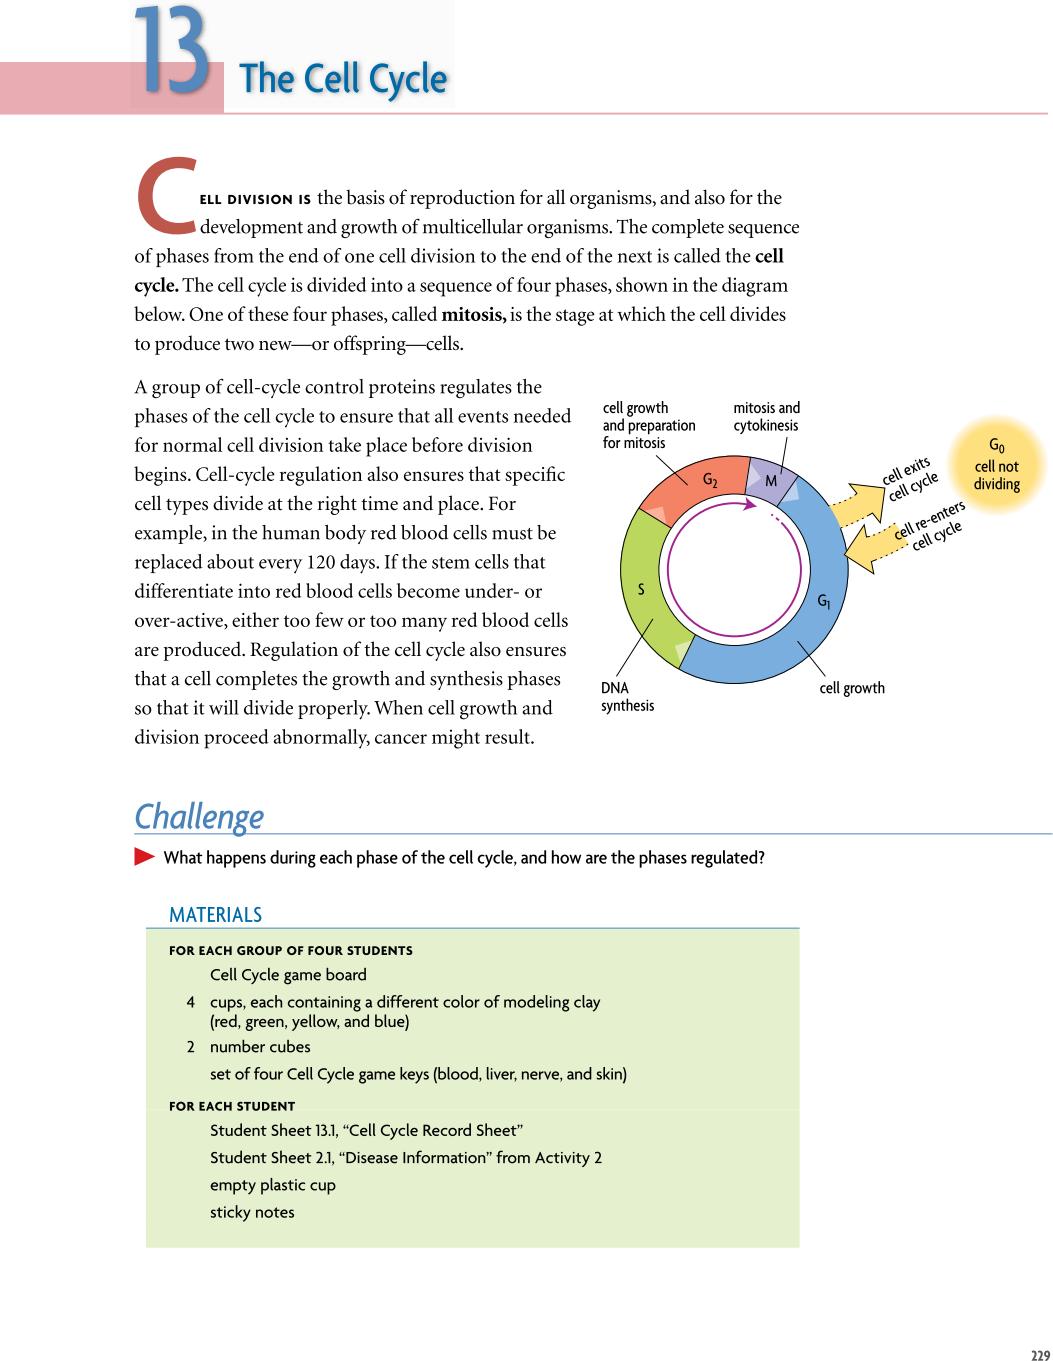 13
The Cell Cycle
CELL DIVISION IS the basis of reproduction for all organisms, and also for the
development and growth of multicellular organisms. The complete sequence
of phases from the end of one cell division to the end of the next is called the cell
cycle. The cell cycle is divided into a sequence of four phases, shown in the diagram
below. One of these four phases, called mitosis, is the stage at which the cell divides
to produce two new—or offspring—cells.
A group of cell-cycle control proteins regulates the
phases of the cell cycle to ensure that all events needed
for normal cell division take place before division
begins. Cell-cycle regulation also ensures that specific
cell types divide at the right time and place. For
example, in the human body red blood cells must be
replaced about every 120 days. If the stem cells that
differentiate into red blood cells become under- or
over-active, either too few or too many red blood cells
are produced. Regulation of the cell cycle also ensures
that a cell completes the growth and synthesis phases
so that it will divide properly. When cell growth and
division proceed abnormally, cancer might result.
cell growth
and preparation
for mitosis
mitosis and
cytokinesis
G0
cell not
dividing
cell exits
cell cycle
cell re-enters
cell cycle
G2
M
S
G1
DNA
synthesis
cell growth
Challenge
What happens during each phase of the cell cycle, and how are the phases regulated?
MATERIALS
FOR EACH GROUP OF FOUR STUDENTS
Cell Cycle game board
4 cups, each containing a different color of modeling clay
(red, green, yellow, and blue)
2 number cubes
set of four Cell Cycle game keys (blood, liver, nerve, and skin)
FOR EACH STUDENT
Student Sheet 13.1, “Cell Cycle Record Sheet”
Student Sheet 2.1, “Disease Information” from Activity 2
empty plastic cup
sticky notes
229